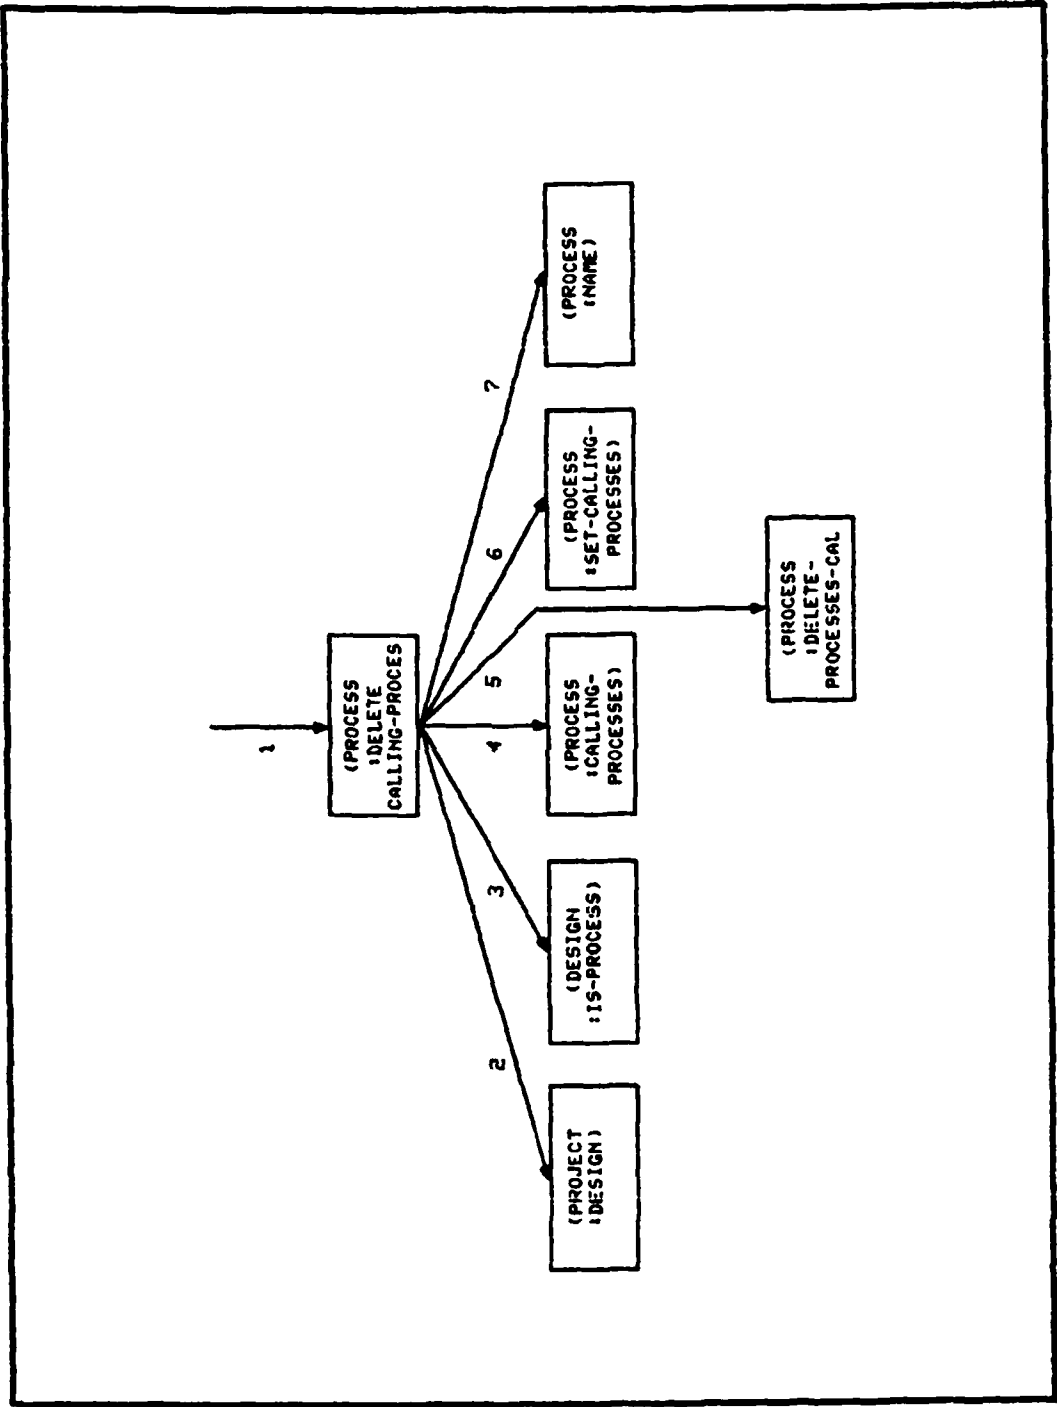 1
(PROCESS
:DELETE
CALLING-PROCES
2
3
4
5
6
7
(PROJECT
:DESIGN)
(DESIGN
:IS-PROCESS)
(PROCESS
:CALLING-
PROCESSES)
(PROCESS
:SET-CALLING-
PROCESSES)
(PROCESS
:NAME)
(PROCESS
:DELETE-
PROCESSES-CAL